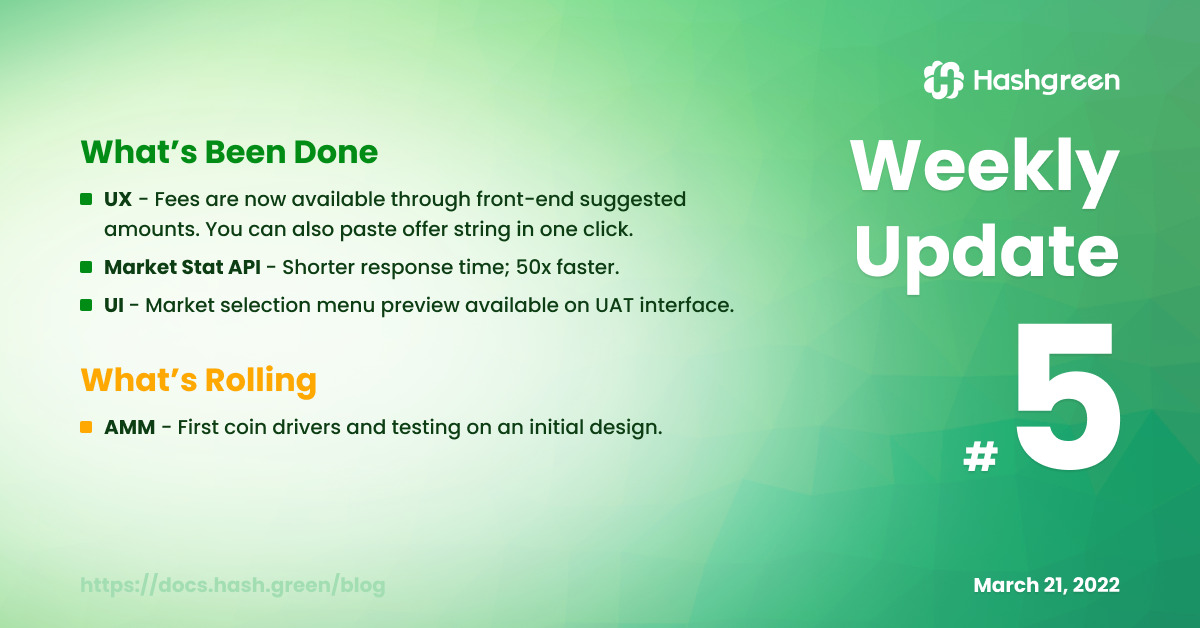 Hashgreen
Weekly
Update
#5
What's Been Done
UX - Fees are now available through front-end suggested
amounts. You can also paste offer string in one click.
Market Stat API - Shorter response time; 50x faster.
UI - Market selection menu preview available on UAT interface.
What's Rolling
AMM - First coin drivers and testing on an initial design.
https://docs.hash.green/blog
March 21, 2022